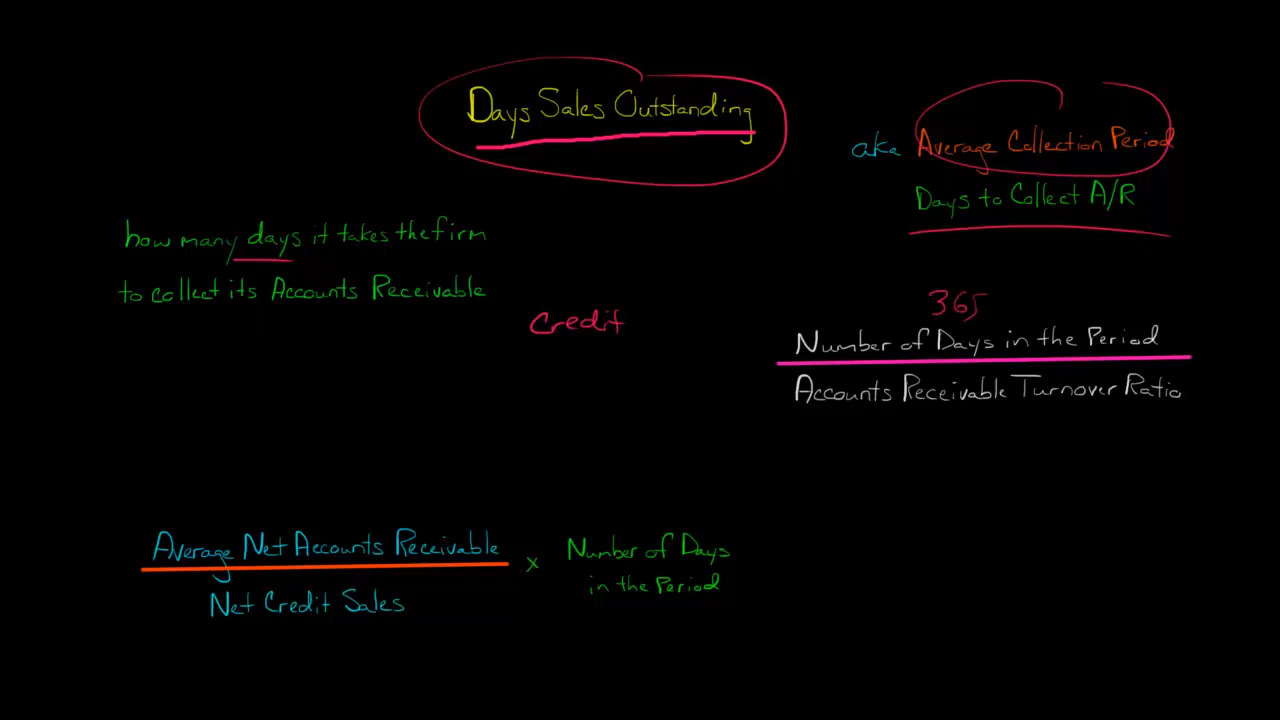 Days Sales Outstanding
aka Average Collection Period
Days to Collect A/R
how many days it takes the firm
to collect its Accounts Receivable
Credit
365
Number of Days in the Period
Accounts Receivable Turnover Ratio
Average Net Accounts Receivable
Net Credit Sales
x
Number of Days
in the Period